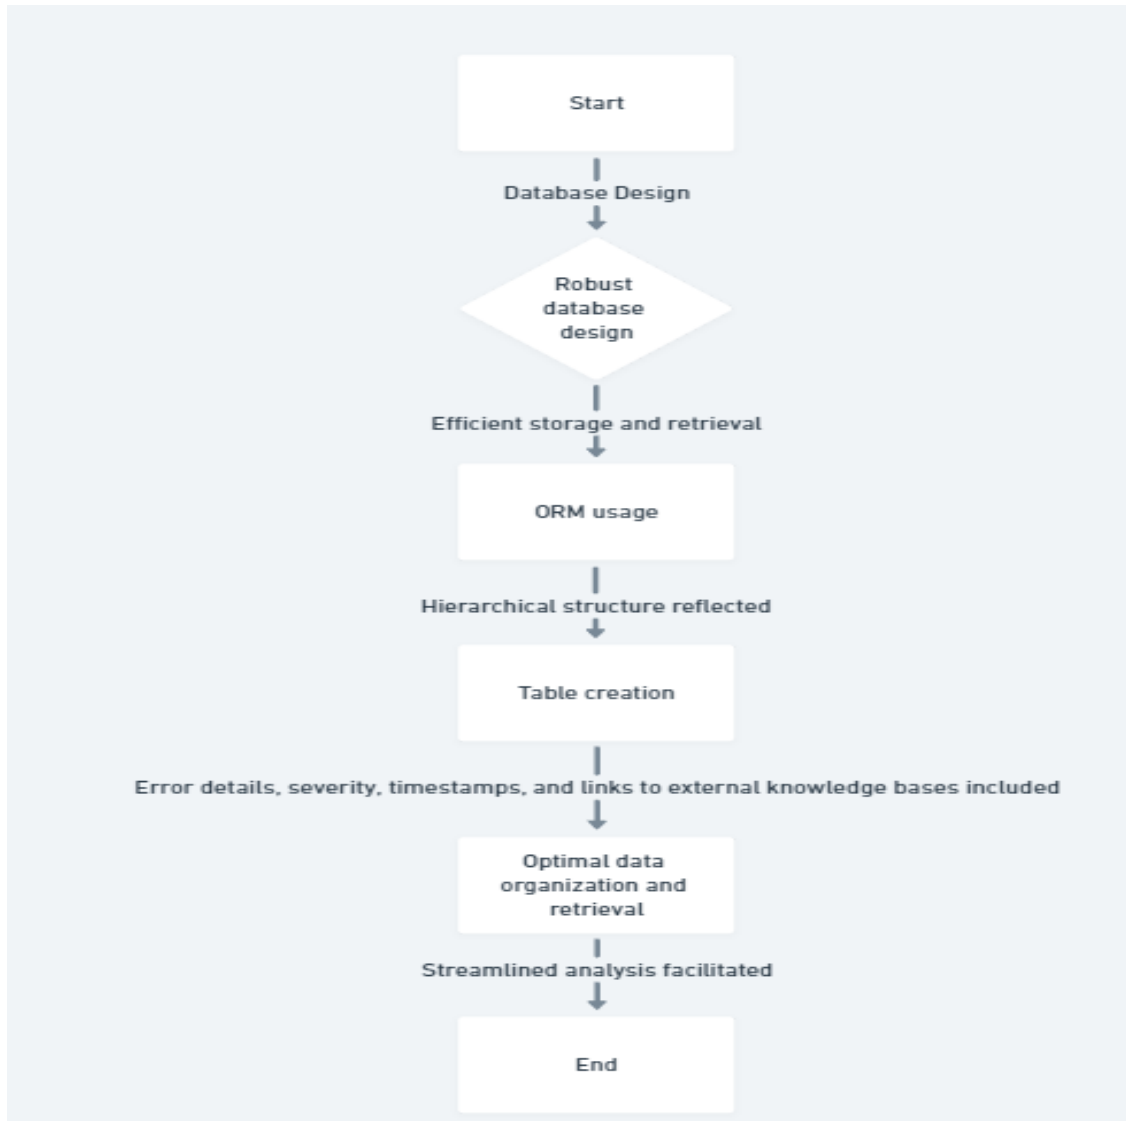 Start
Database Design
Robust
database
design
Efficient storage and retrieval
ORM usage
Hierarchical structure reflected
Table creation
Error details, severity, timestamps, and links to external knowledge bases included
Optimal data
organization and
retrieval
Streamlined analysis facilitated
End